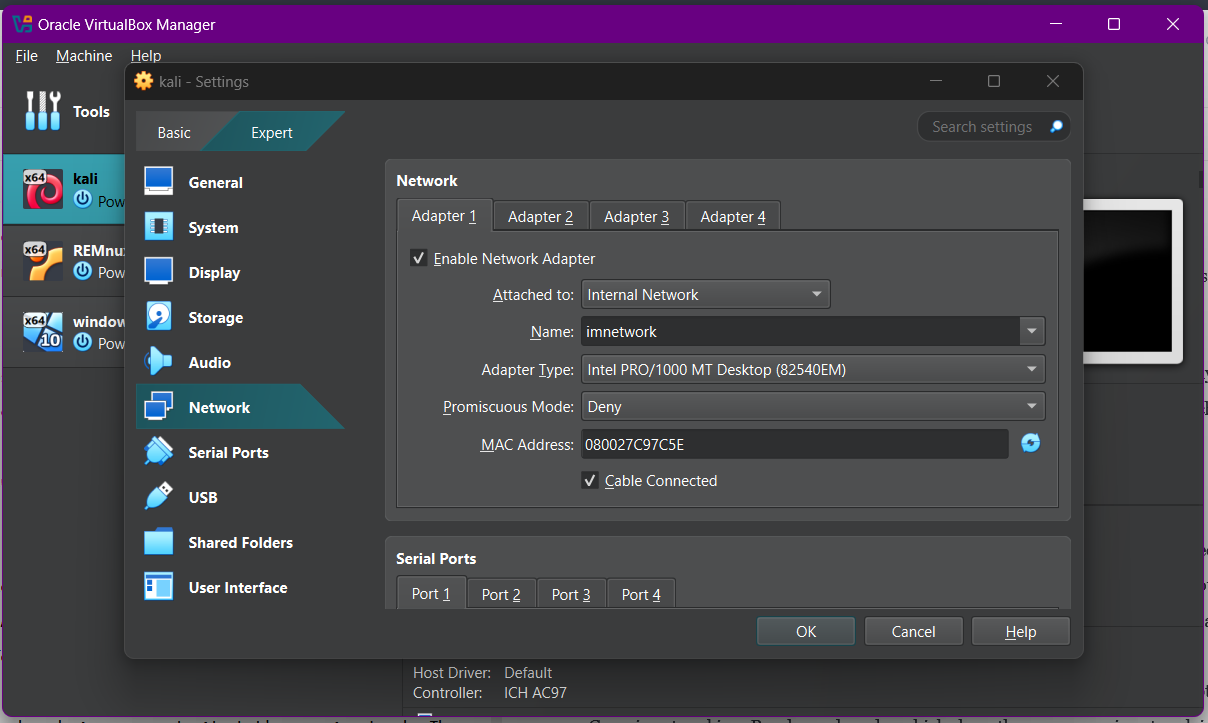 Oracle VirtualBox Manager
File Machine Help
kali - Settings
Tools
Basic Expert
Search settings
x64 kali
x64 REMnu
x64 window
10
General
System
Display
Storage
Audio
Network
Serial Ports
USB
Shared Folders
User Interface
Network
Adapter 1 Adapter 2 Adapter 3 Adapter 4
Enable Network Adapter
Attached to: Internal Network
Name: imnetwork
Adapter Type: Intel PRO/1000 MT Desktop (82540EM)
Promiscuous Mode: Deny
MAC Address: 080027C97C5E
Cable Connected
Serial Ports
Port 1 Port 2 Port 3 Port 4
OK Cancel Help
Host Driver: Default
Controller: ICH AC97